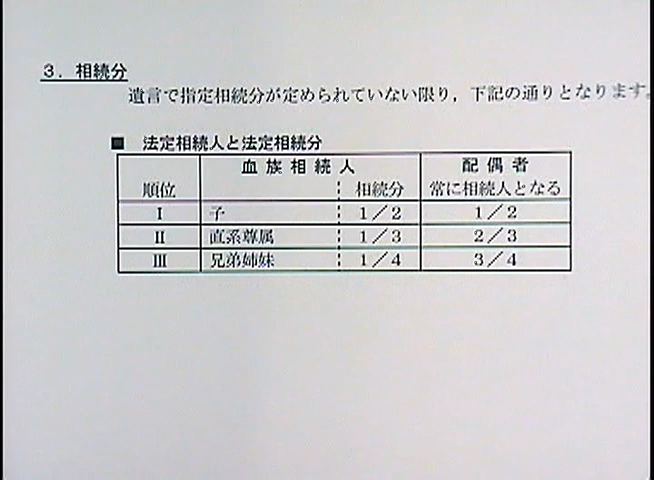 3．相続分
遺言で指定相続分が定められていない限り，下記の通りとなります。
■ 法定相続人と法定相続分
血族相続人 配偶者
順位 相続分 常に相続人となる
Ⅰ 子 1／2 1／2
Ⅱ 直系尊属 1／3 2／3
Ⅲ 兄弟姉妹 1／4 3／4